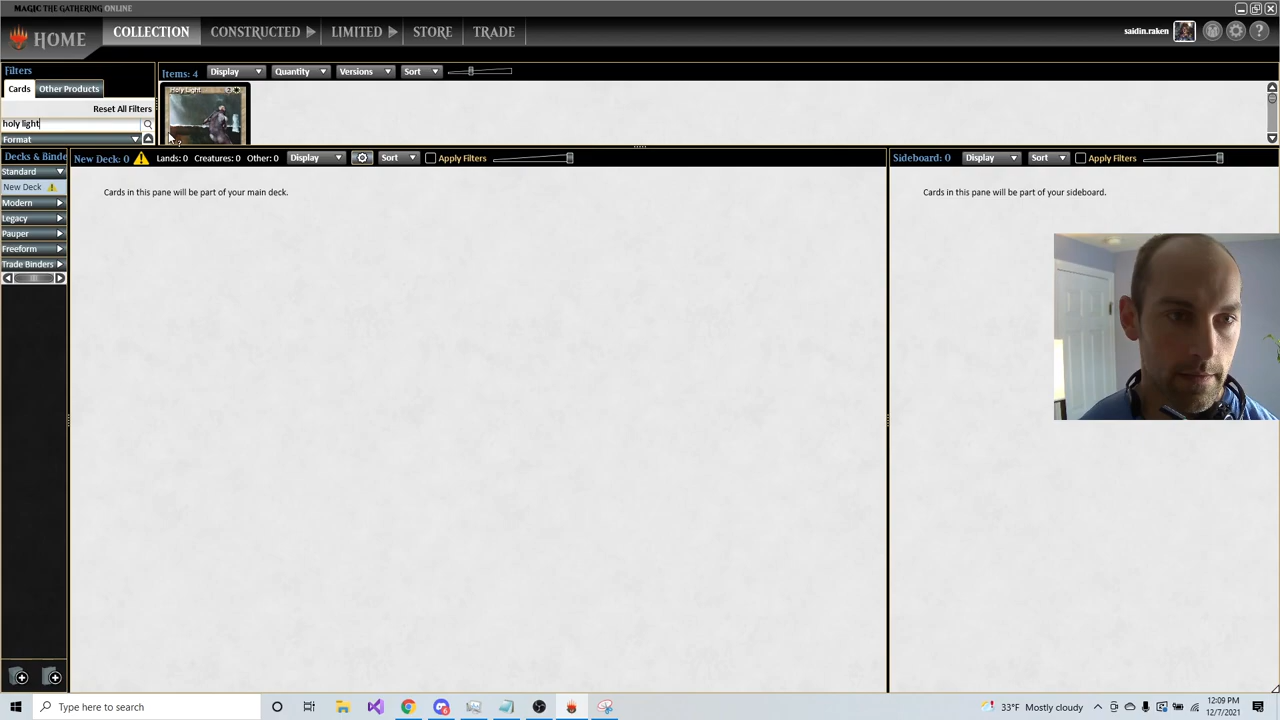 MAGIC THE GATHERING ONLINE
HOME
COLLECTION
CONSTRUCTED
LIMITED
STORE
TRADE
saidin.raken
Filters
Items: 4
Display
Quantity
Versions
Sort
Cards
Other Products
Reset All Filters
holy light
Format
Holy Light
Decks & Binde
New Deck: 0
Lands: 0
Creatures: 0
Other: 0
Display
Sort
Apply Filters
Sideboard: 0
Display
Sort
Apply Filters
Standard
New Deck
Modern
Legacy
Pauper
Freeform
Trade Binders
Cards in this pane will be part of your main deck.
Cards in this pane will be part of your sideboard.
Type here to search
33°F Mostly cloudy
12:09 PM
12/7/2021